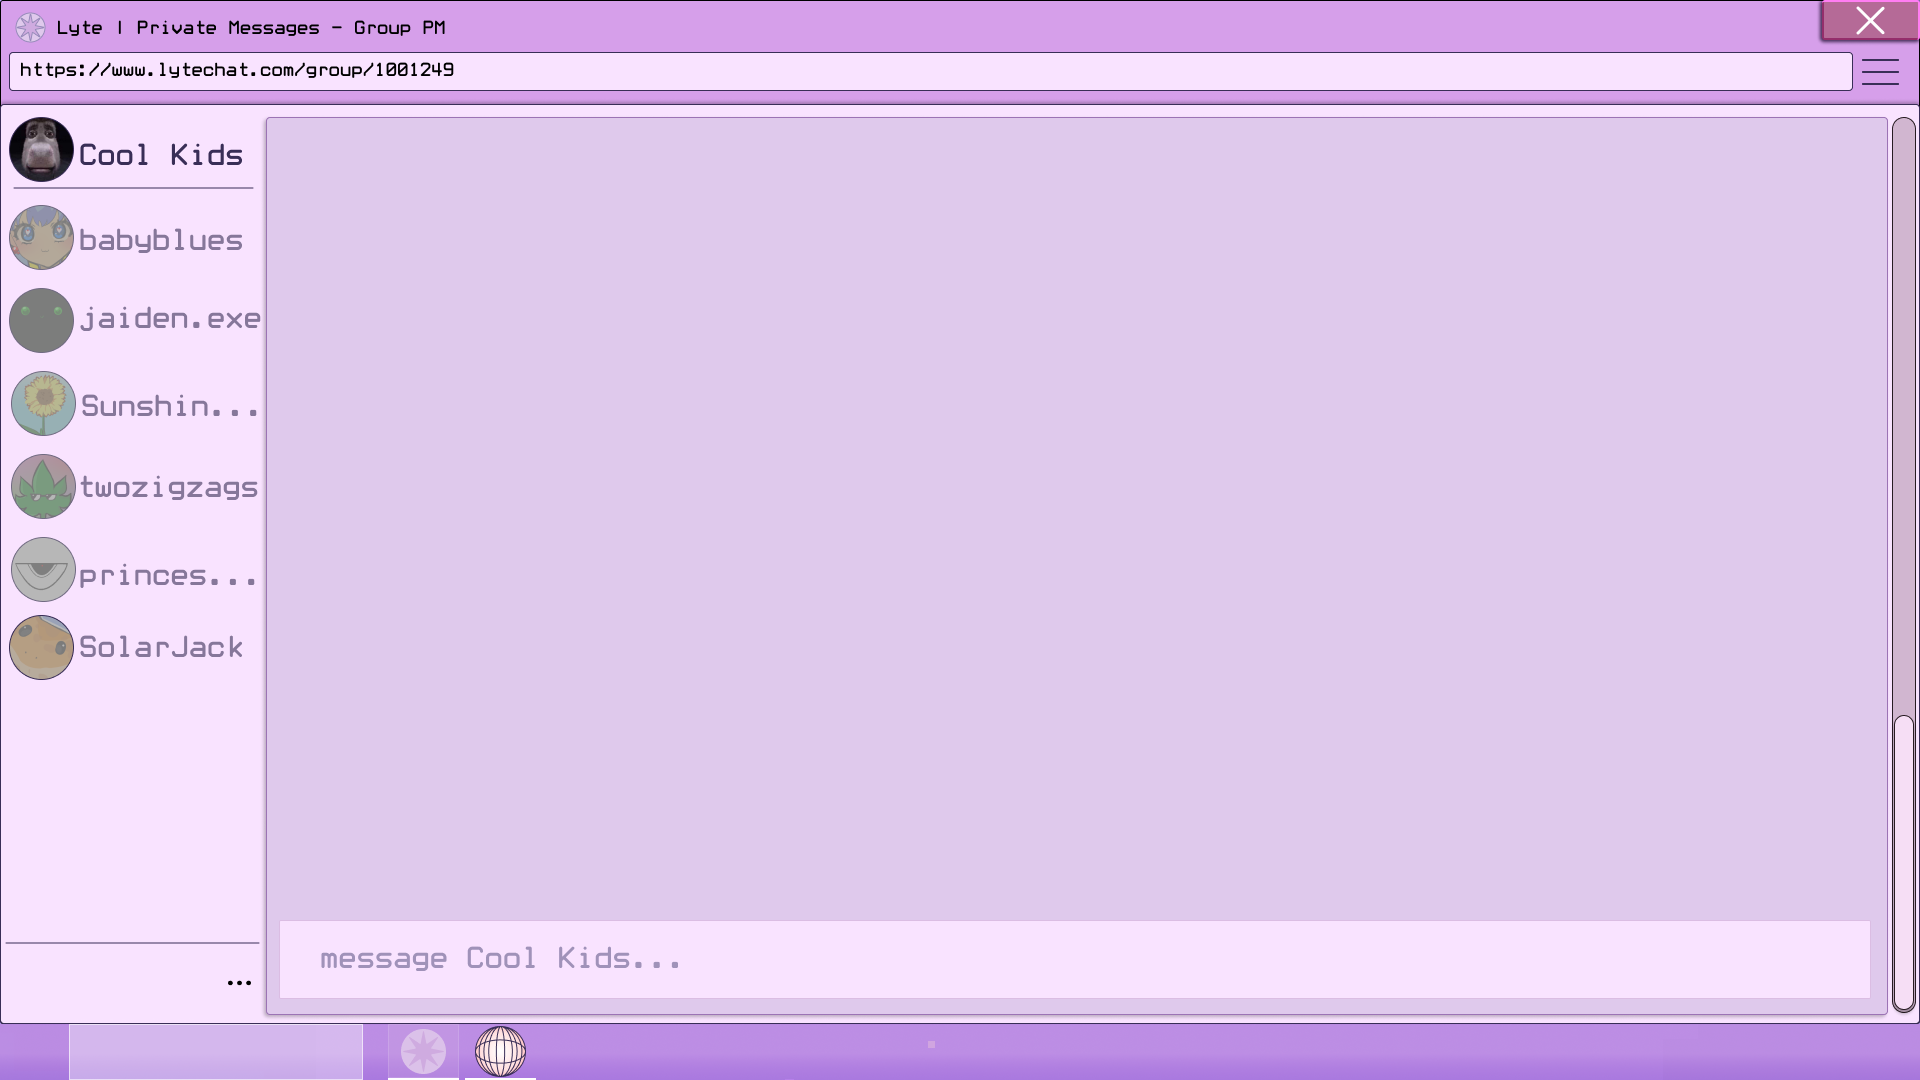 Lyte | Private Messages - Group PM
https://www.lytechat.com/group/1001249
Cool Kids
babyblues
jaiden.exe
Sunshin...
twozigzags
princes...
SolarJack
message Cool Kids...
...